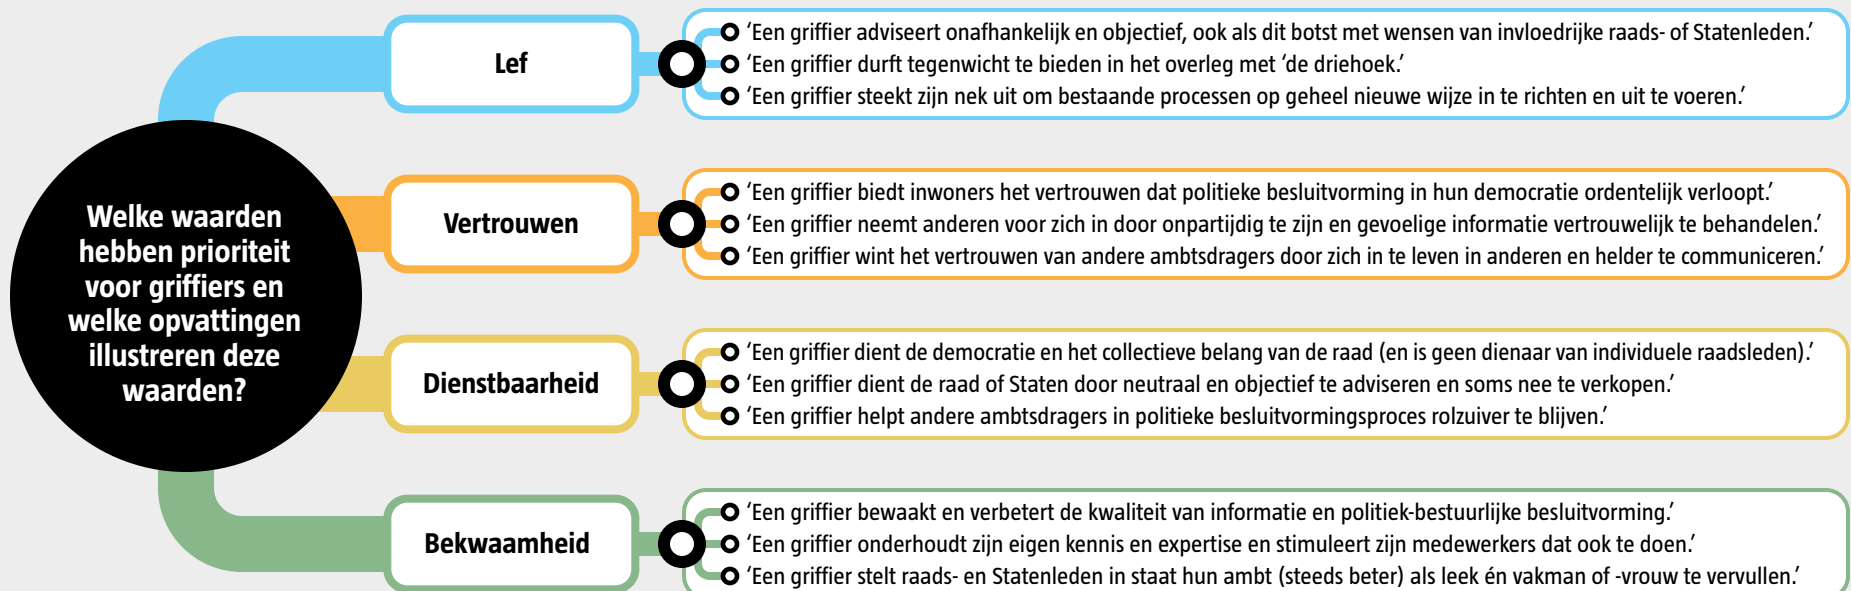 Welke waarden
hebben prioriteit
voor griffiers en
welke opvattingen
illustreren deze
waarden?
Lef
‘Een griffier adviseert onafhankelijk en objectief, ook als dit botst met wensen van invloedrijke raads- of Statenleden.’
‘Een griffier durft tegenwicht te bieden in het overleg met ‘de driehoek.’
‘Een griffier steekt zijn nek uit om bestaande processen op geheel nieuwe wijze in te richten en uit te voeren.’
Vertrouwen
‘Een griffier biedt inwoners het vertrouwen dat politieke besluitvorming in hun democratie ordentelijk verloopt.’
‘Een griffier neemt anderen voor zich in door onpartijdig te zijn en gevoelige informatie vertrouwelijk te behandelen.’
‘Een griffier wint het vertrouwen van andere ambtsdragers door zich in te leven in anderen en helder te communiceren.’
Dienstbaarheid
‘Een griffier dient de democratie en het collectieve belang van de raad (en is geen dienaar van individuele raadsleden).’
‘Een griffier dient de raad of Staten door neutraal en objectief te adviseren en soms nee te verkopen.’
‘Een griffier helpt andere ambtsdragers in politieke besluitvormingsproces rolzuiver te blijven.’
Bekwaamheid
‘Een griffier bewaakt en verbetert de kwaliteit van informatie en politiek-bestuurlijke besluitvorming.’
‘Een griffier onderhoudt zijn eigen kennis en expertise en stimuleert zijn medewerkers dat ook te doen.’
‘Een griffier stelt raads- en Statenleden in staat hun ambt (steeds beter) als leek én vakman of -vrouw te vervullen.’